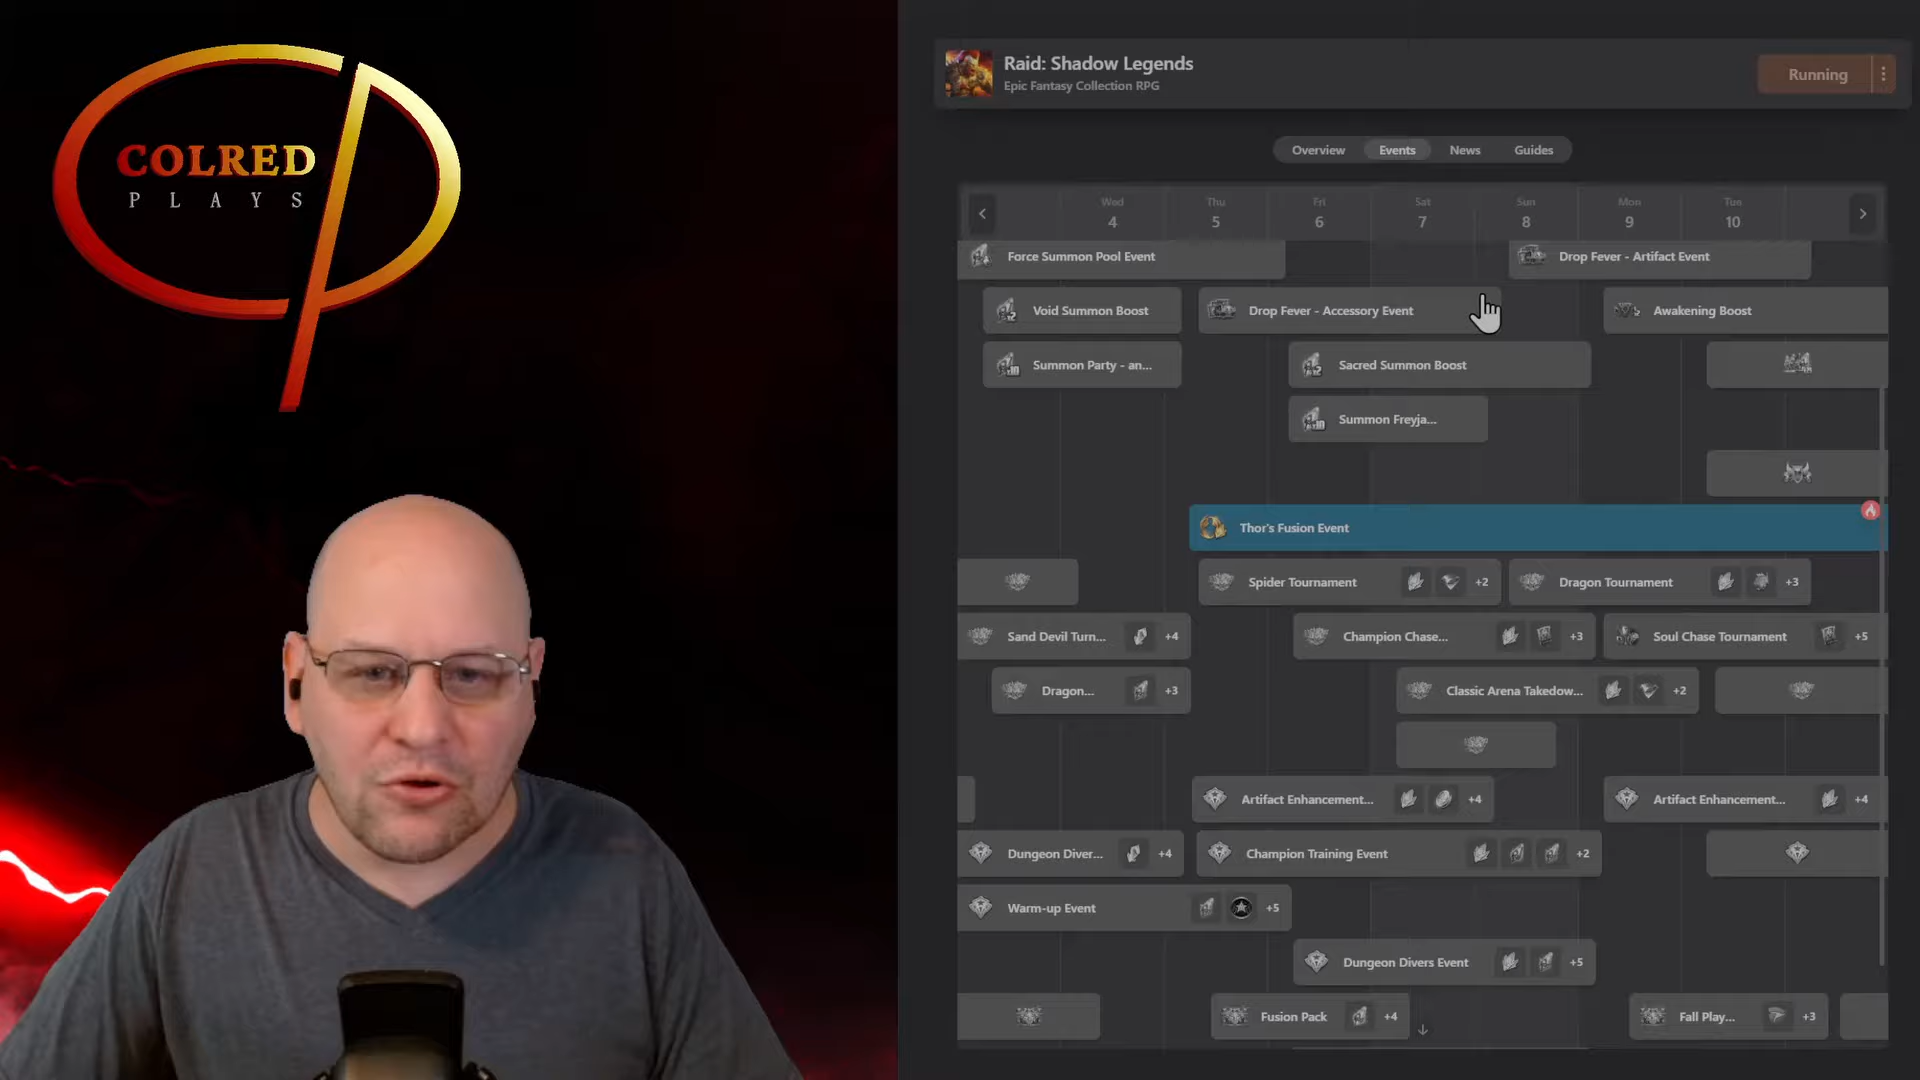 COLRED
PLAYS
Raid: Shadow Legends
Epic Fantasy Collection RPG
Running
Overview
Events
News
Guides
Wed
4
Thu
5
Fri
6
Sat
7
Sun
8
Mon
9
Tue
10
Force Summon Pool Event
Drop Fever - Artifact Event
Void Summon Boost
Drop Fever - Accessory Event
Awakening Boost
Summon Party - an...
Sacred Summon Boost
Summon Freyja...
Thor's Fusion Event
Spider Tournament
+2
Dragon Tournament
+3
Sand Devil Turn...
+4
Champion Chase...
+3
Soul Chase Tournament
+5
Dragon...
+3
Classic Arena Takedow...
+2
Artifact Enhancement...
+4
Artifact Enhancement...
+4
Dungeon Diver...
+4
Champion Training Event
+2
Warm-up Event
+5
Dungeon Divers Event
+5
Fusion Pack
+4
Fall Play...
+3